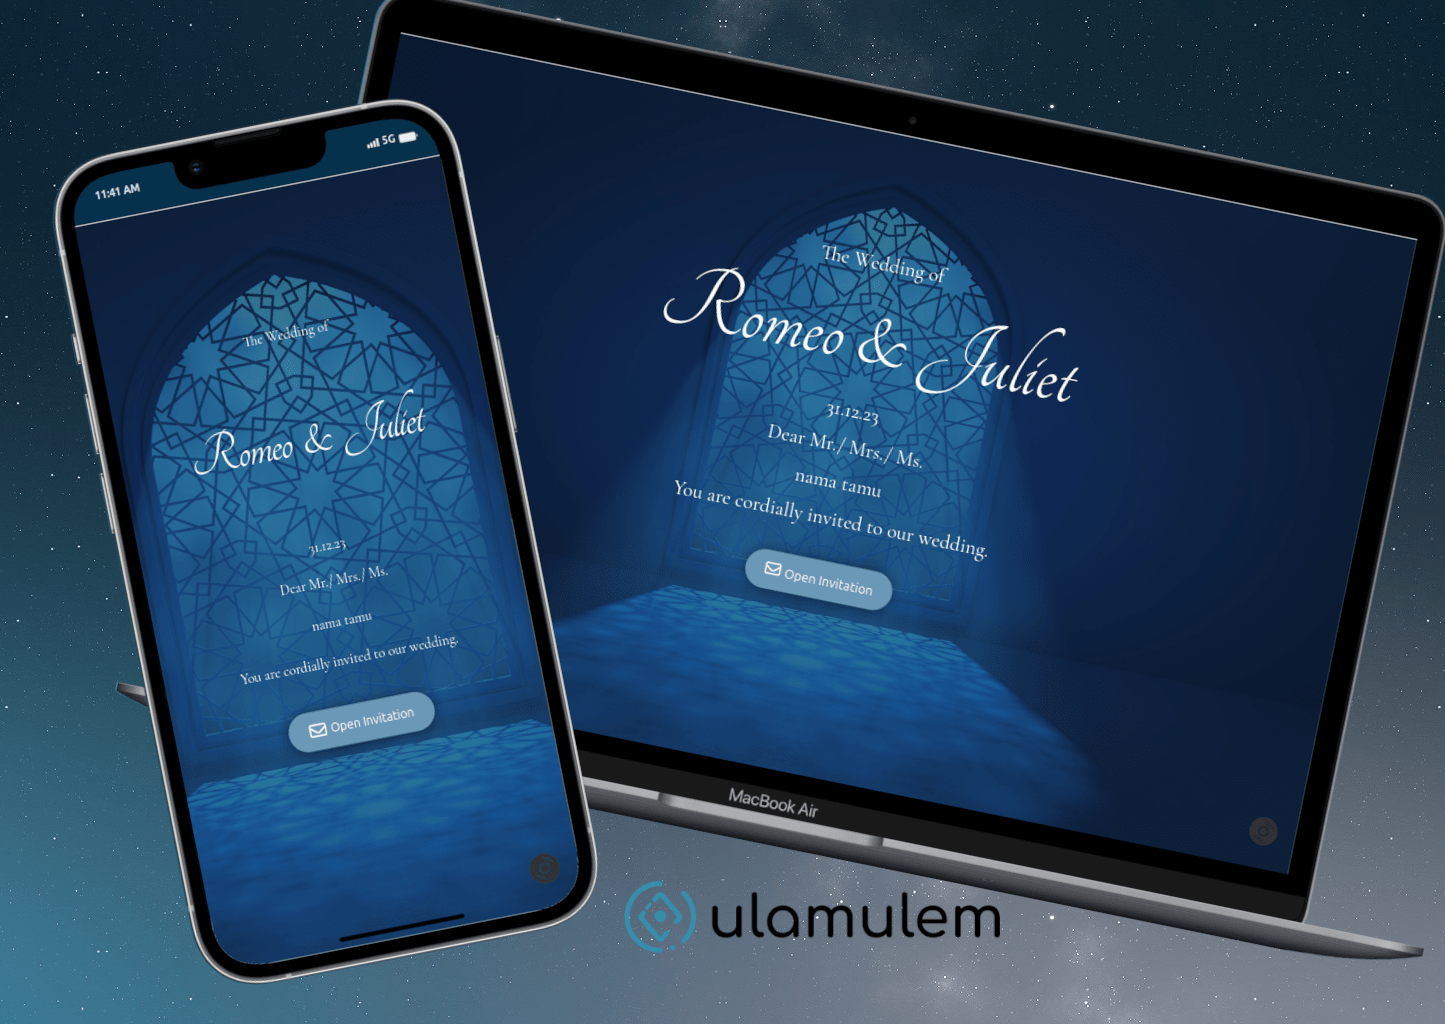 11:41 AM
5G
The Wedding of
Romeo & Juliet
31.12.23
Dear Mr./ Mrs./ Ms.
nama tamu
You are cordially invited to our wedding.
Open Invitation
The Wedding of
Romeo & Juliet
31.12.23
Dear Mr./ Mrs./ Ms.
nama tamu
You are cordially invited to our wedding.
Open Invitation
MacBook Air
ulamulem